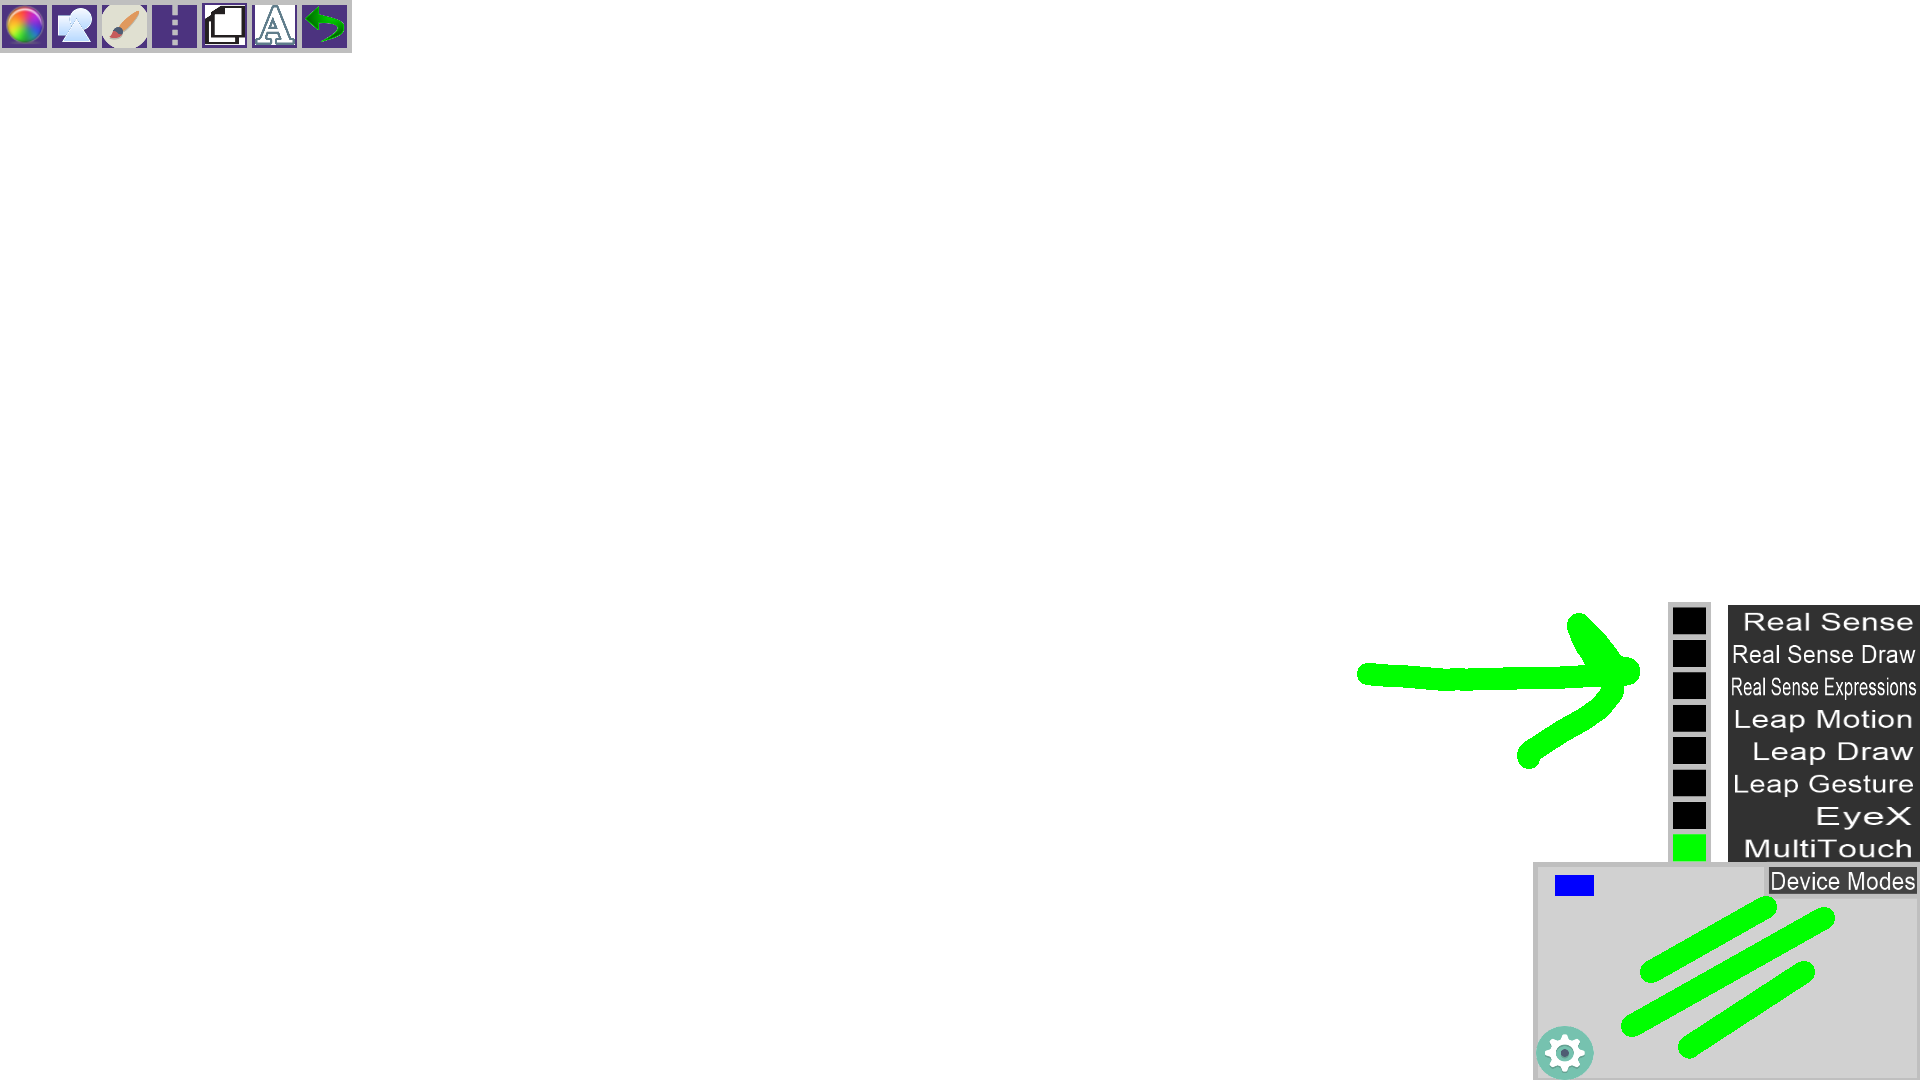 A
Real Sense
Real Sense Draw
Real Sense Expressions
Leap Motion
Leap Draw
Leap Gesture
EyeX
MultiTouch
Device Modes